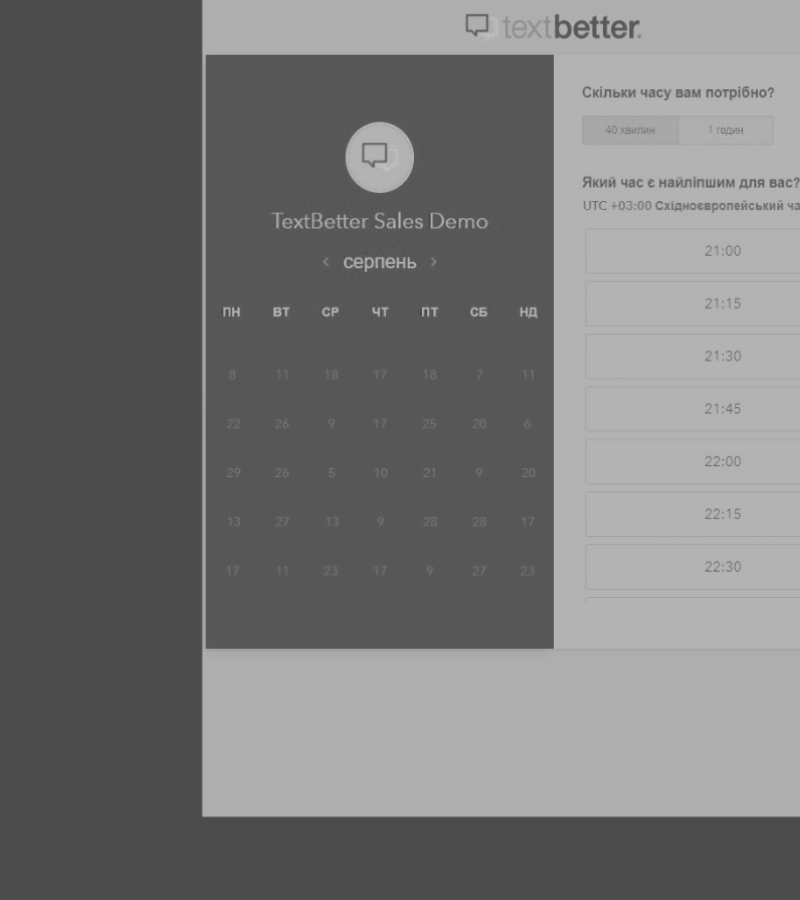 textbetter.
TextBetter Sales Demo
‹ серпень ›
ПН ВТ СР ЧТ ПТ СБ НД
8 11 18 17 18 7 11
22 26 9 17 25 20 6
29 26 5 10 21 9 20
13 27 13 9 28 28 17
17 11 23 17 9 27 23
Скільки часу вам потрібно?
40 хвилин 1 годин
Який час є найліпшим для вас?
UTC +03:00 Східноєвропейський ча
21:00
21:15
21:30
21:45
22:00
22:15
22:30